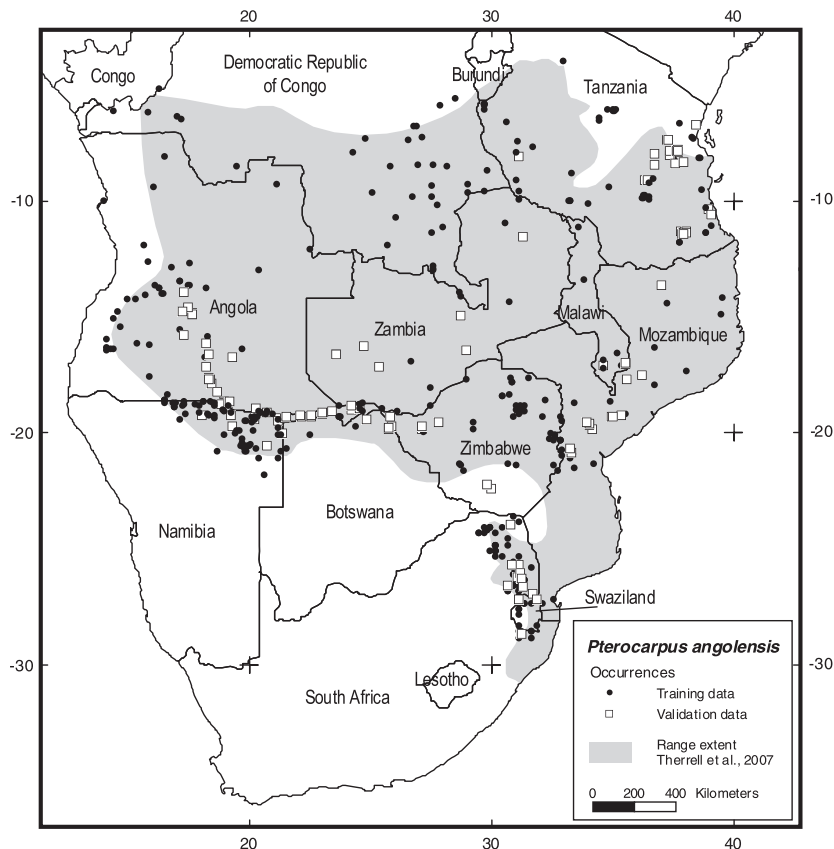 20
30
40
Congo
Democratic Republic
of Congo
Burundi
Tanzania
-10
-10
Angola
Zambia
Malawi
Mozambique
-20
-20
Zimbabwe
Namibia
Botswana
Swaziland
-30
-30
Lesotho
South Africa
Pterocarpus angolensis
Occurrences
Training data
Validation data
Range extent
Therrell et al., 2007
0 200 400 Kilometers
20
30
40